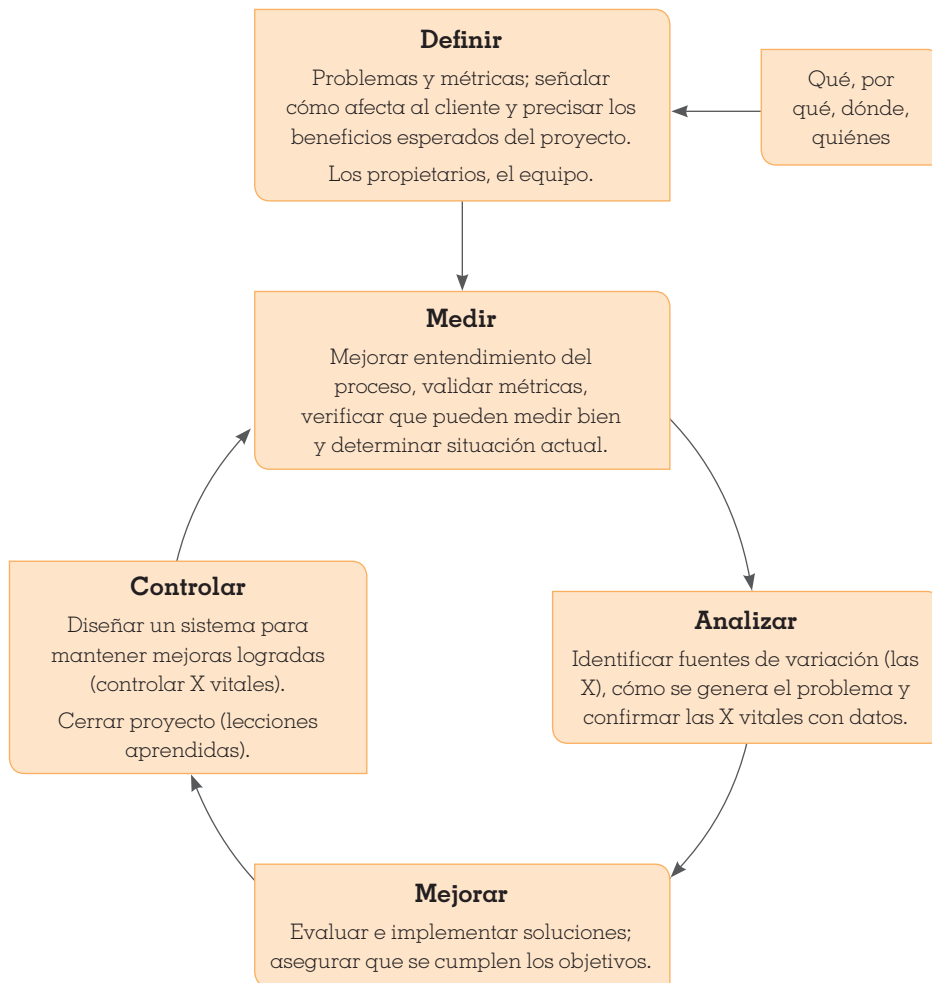 Definir
Problemas y métricas; señalar
cómo afecta al cliente y precisar los
beneficios esperados del proyecto.
Los propietarios, el equipo.
Qué, por
qué, dónde,
quiénes
Medir
Mejorar entendimiento del
proceso, validar métricas,
verificar que pueden medir bien
y determinar situación actual.
Controlar
Diseñar un sistema para
mantener mejoras logradas
(controlar X vitales).
Cerrar proyecto (lecciones
aprendidas).
Analizar
Identificar fuentes de variación (las
X), cómo se genera el problema y
confirmar las X vitales con datos.
Mejorar
Evaluar e implementar soluciones;
asegurar que se cumplen los objetivos.